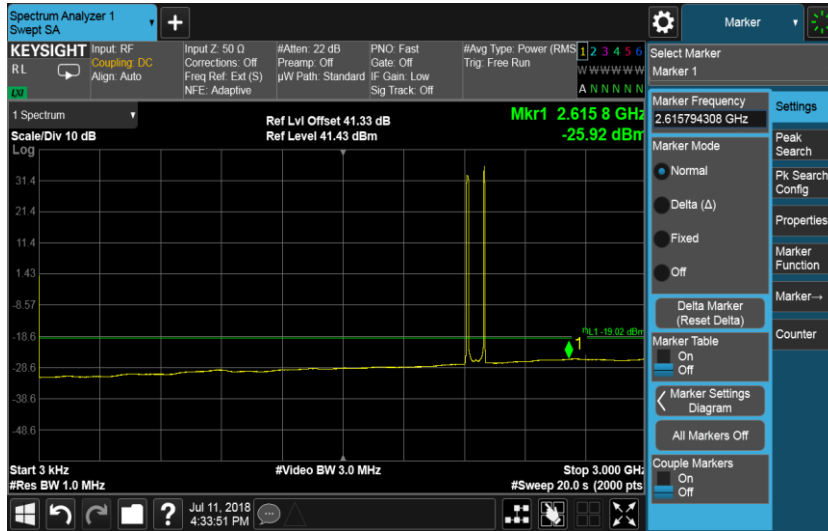 Spectrum Analyzer 1
Swept SA
Marker
KEYSIGHT
RL
LXI
Input: RF
Coupling: DC
Align: Auto
Input Z: 50 Ω
Corrections: Off
Freq Ref: Ext (S)
NFE: Adaptive
#Atten: 22 dB
Preamp: Off
µW Path: Standard
PNO: Fast
Gate: Off
IF Gain: Low
Sig Track: Off
#Avg Type: Power (RMS
Trig: Free Run
1 2 3 4 5 6
W W W W W W
A N N N N N
Select Marker
Marker 1
1 Spectrum
Scale/Div 10 dB
Log
Ref Lvl Offset 41.33 dB
Ref Level 41.43 dBm
Mkr1 2.615 8 GHz
-25.92 dBm
31.4
21.4
11.4
1.43
-8.57
-18.6
-28.6
-38.6
-48.6
DL1 -19.02 dBm
1
Start 3 kHz
#Res BW 1.0 MHz
#Video BW 3.0 MHz
Stop 3.000 GHz
#Sweep 20.0 s (2000 pts
Marker Frequency
2.615794308 GHz
Marker Mode
Normal
Delta (Δ)
Fixed
Off
Delta Marker
(Reset Delta)
Marker Table
On
Off
Marker Settings
Diagram
All Markers Off
Couple Markers
On
Off
Settings
Peak
Search
Pk Search
Config
Properties
Marker
Function
Marker→
Counter
?
Jul 11, 2018
4:33:51 PM